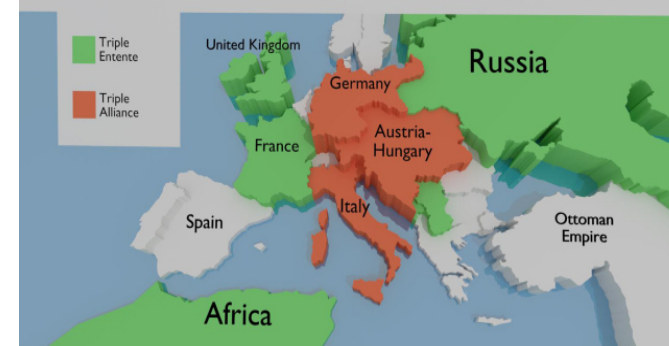 Triple
Entente
Triple
Alliance
United Kingdom
Russia
Germany
Austria-
Hungary
France
Italy
Spain
Ottoman
Empire
Africa